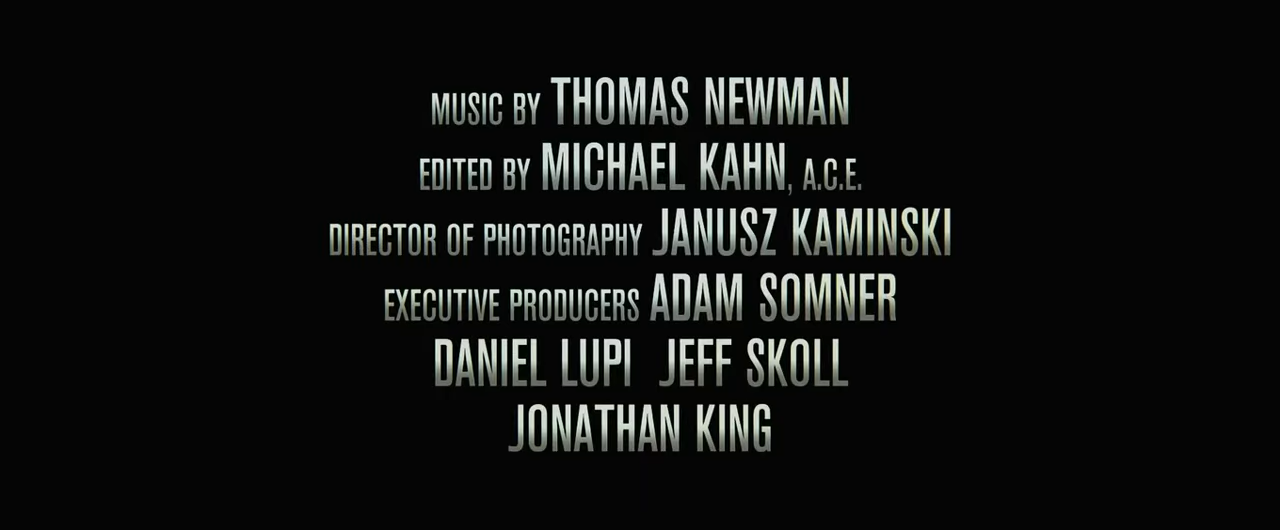 MUSIC BY THOMAS NEWMAN
EDITED BY MICHAEL KAHN, A.C.E.
DIRECTOR OF PHOTOGRAPHY JANUSZ KAMINSKI
EXECUTIVE PRODUCERS ADAM SOMNER
DANIEL LUPI JEFF SKOLL
JONATHAN KING